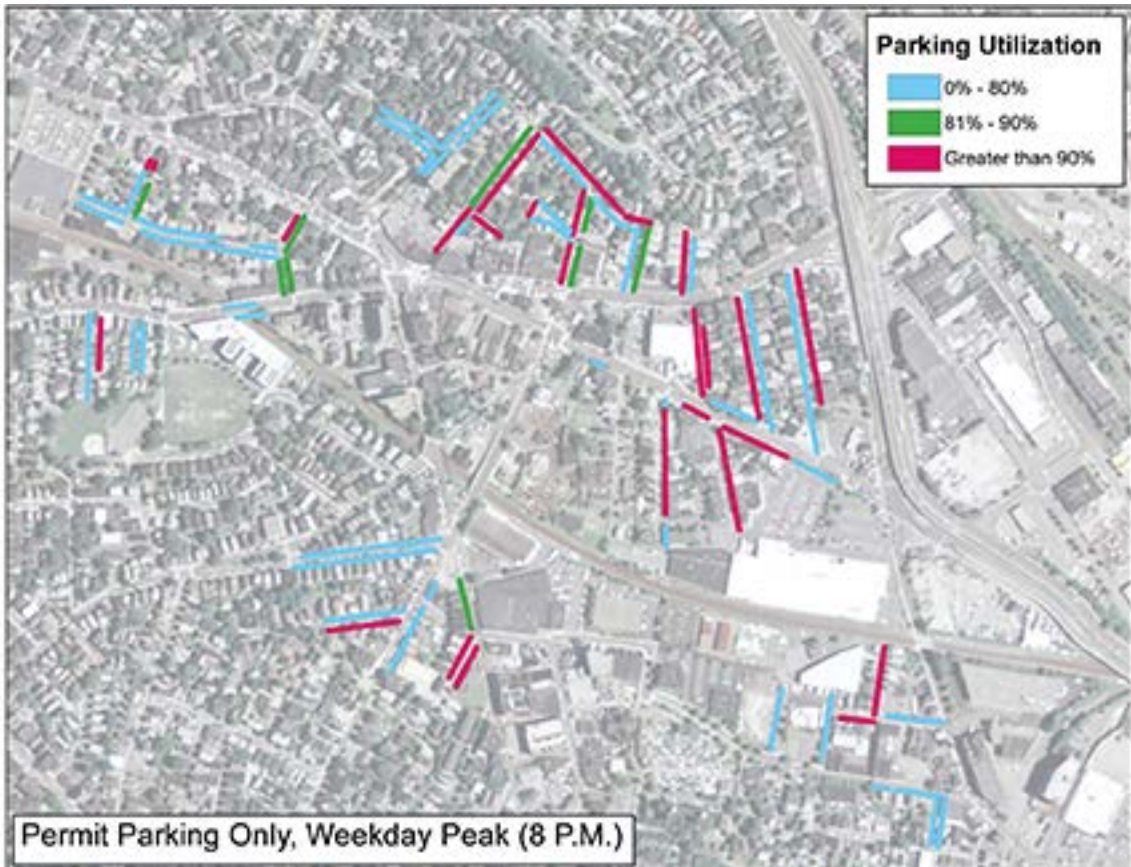 Parking Utilization
0% - 80%
81% - 90%
Greater than 90%
Permit Parking Only, Weekday Peak (8 P.M.)